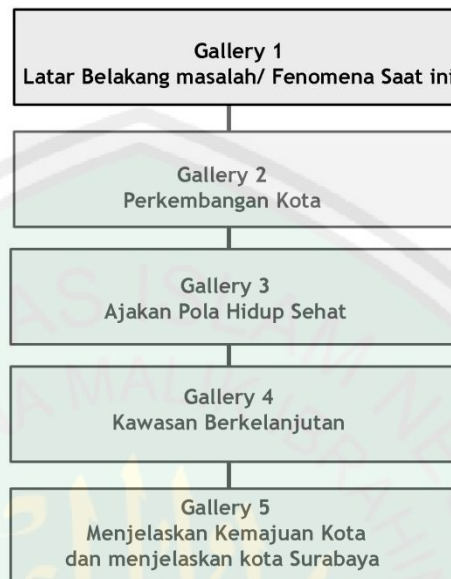 Gallery 1
Latar Belakang masalah/ Fenomena Saat ini
Gallery 2
Perkembangan Kota
Gallery 3
Ajakan Pola Hidup Sehat
Gallery 4
Kawasan Berkelanjutan
Gallery 5
Menjelaskan Kemajuan Kota
dan menjelaskan kota Surabaya